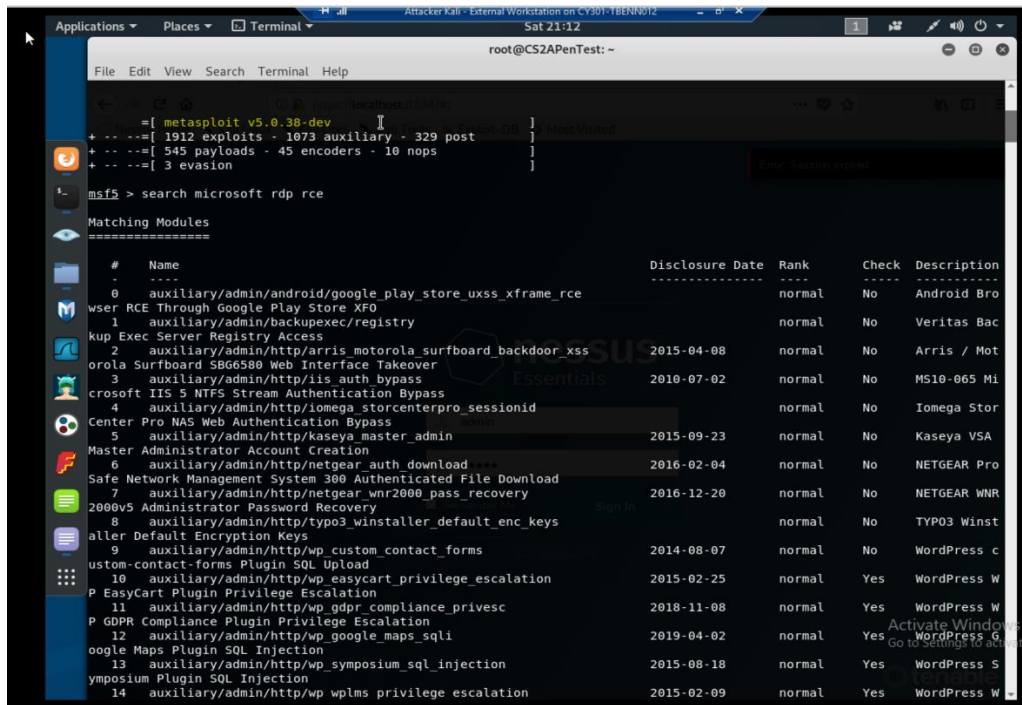 Attacker Kali - External Workstation on CY301-TBENN012
Applications Places Terminal Sat 21:12 1
root@CS2APenTest: ~
File Edit View Search Terminal Help
=[ metasploit v5.0.38-dev ]
+ -- --=[ 1912 exploits - 1073 auxiliary - 329 post ]
+ -- --=[ 545 payloads - 45 encoders - 10 nops ]
+ -- --=[ 3 evasion ]
Error: Session expired
msf5 > search microsoft rdp rce
Matching Modules
================
# Name Disclosure Date Rank Check Description
- ---- --------------- ---- ----- -----------
0 auxiliary/admin/android/google_play_store_uxss_xframe_rce normal No Android Bro
wser RCE Through Google Play Store XFO
1 auxiliary/admin/backupexec/registry normal No Veritas Bac
kup Exec Server Registry Access
2 auxiliary/admin/http/arris_motorola_surfboard_backdoor_xss 2015-04-08 normal No Arris / Mot
orola Surfboard SBG6580 Web Interface Takeover
3 auxiliary/admin/http/iis_auth_bypass 2010-07-02 normal No MS10-065 Mi
crosoft IIS 5 NTFS Stream Authentication Bypass
4 auxiliary/admin/http/iomega_storcenterpro_sessionid normal No Iomega Stor
Center Pro NAS Web Authentication Bypass
5 auxiliary/admin/http/kaseya_master_admin 2015-09-23 normal No Kaseya VSA
Master Administrator Account Creation
6 auxiliary/admin/http/netgear_auth_download 2016-02-04 normal No NETGEAR Pro
Safe Network Management System 300 Authenticated File Download
7 auxiliary/admin/http/netgear_wnr2000_pass_recovery 2016-12-20 normal No NETGEAR WNR
2000v5 Administrator Password Recovery
8 auxiliary/admin/http/typo3_winstaller_default_enc_keys normal No TYPO3 Winst
aller Default Encryption Keys
9 auxiliary/admin/http/wp_custom_contact_forms 2014-08-07 normal No WordPress c
ustom-contact-forms Plugin SQL Upload
10 auxiliary/admin/http/wp_easycart_privilege_escalation 2015-02-25 normal Yes WordPress W
P EasyCart Plugin Privilege Escalation
11 auxiliary/admin/http/wp_gdpr_compliance_privesc 2018-11-08 normal Yes WordPress W
P GDPR Compliance Plugin Privilege Escalation
12 auxiliary/admin/http/wp_google_maps_sqli 2019-04-02 normal Yes WordPress G
oogle Maps Plugin SQL Injection
13 auxiliary/admin/http/wp_symposium_sql_injection 2015-08-18 normal Yes WordPress S
ymposium Plugin SQL Injection
14 auxiliary/admin/http/wp_wplms_privilege_escalation 2015-02-09 normal Yes WordPress W
nessus
Essentials
admin
Sign In
Activate Windows
Go to Settings to activat
tenable